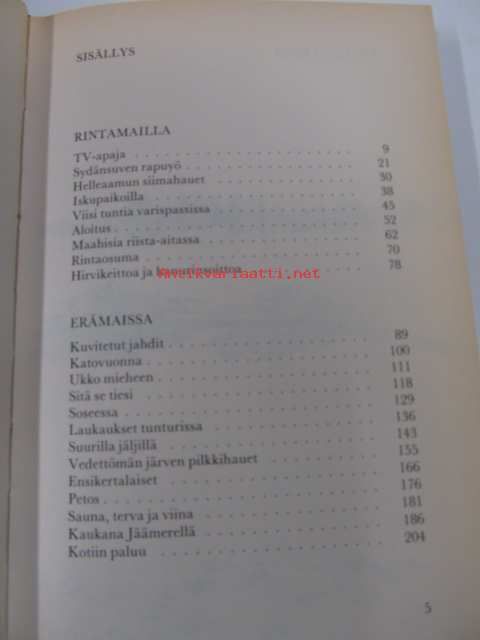 SISÄLLYS
RINTAMAILLA
TV-apaja . . . . . . . . . . . . . . . 9
Sydänsuven rapuyö . . . . . . . . . . . 21
Helleaamun siimahauet . . . . . . . . . 30
Iskupaikoilla . . . . . . . . . . . . . 38
Viisi tuntia varispassissa . . . . . . . 45
Aloitus . . . . . . . . . . . . . . . . 52
Maahisia riista-aitassa . . . . . . . . 62
Rintaosuma . . . . . . . . . . . . . . 70
Hirvikeittoa ja hanurinsoittoa . . . . . 78
antikvariaatti.net
ERÄMAISSA
Kuvitetut jahdit . . . . . . . . . . . . 89
Katovuonna . . . . . . . . . . . . . . 100
Ukko mieheen . . . . . . . . . . . . . 111
Sitä se tiesi . . . . . . . . . . . . . 118
Soseessa . . . . . . . . . . . . . . . 129
Laukaukset tunturissa . . . . . . . . . 136
Suurilla jäljillä . . . . . . . . . . . 143
Vedettömän järven pilkkihauet . . . . . 155
Ensikertalaiset . . . . . . . . . . . . 166
Petos . . . . . . . . . . . . . . . . . 176
Sauna, terva ja viina . . . . . . . . . 181
Kaukana Jäämerellä . . . . . . . . . . . 186
Kotiin paluu . . . . . . . . . . . . . 204
5